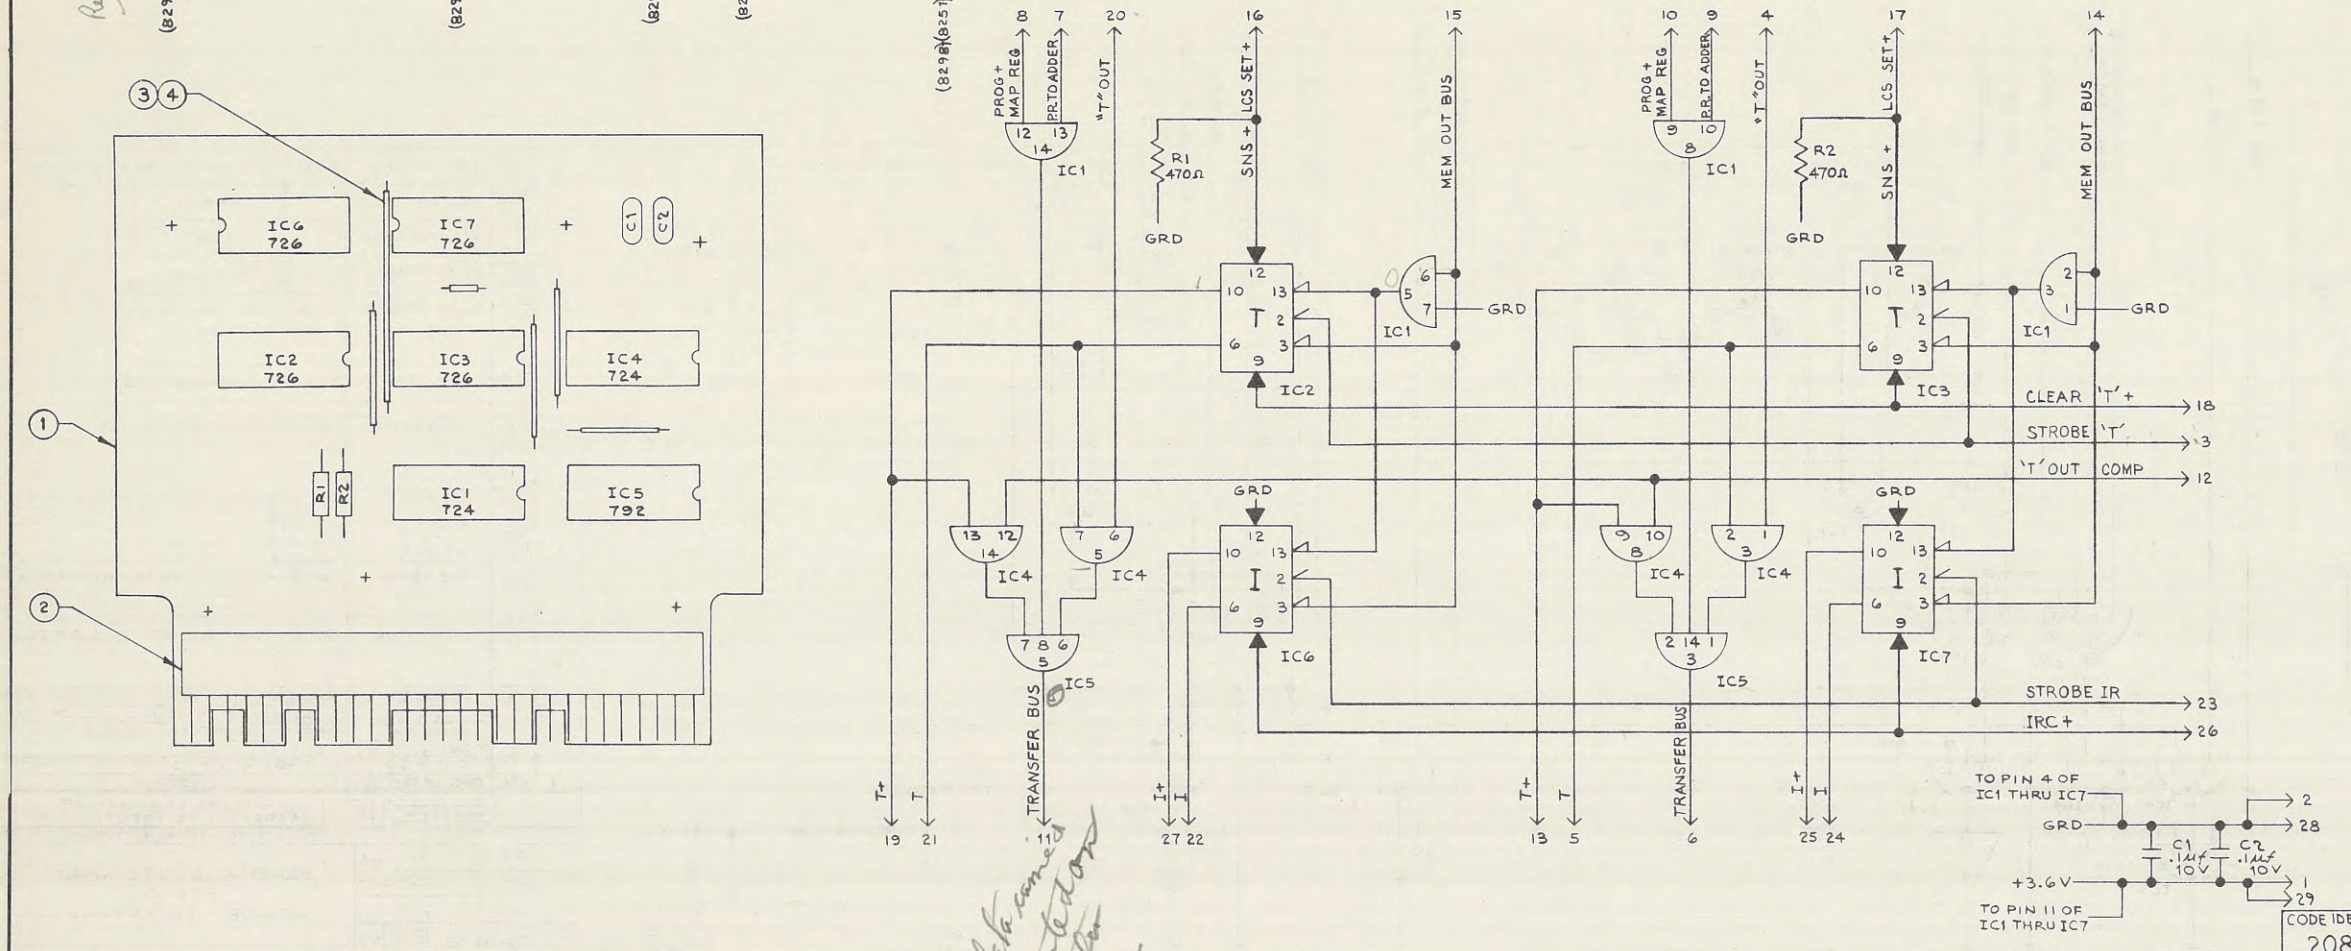 (829
(829
(82
(82
(8298)(8251)
8 7 20 16 15 10 9 4 17 14
PROG +
MAP REG
P.R. TO ADDER
"T" OUT
SNS + LCS SET +
MEM OUT BUS
PROG +
MAP REG
P.R. TO ADDER
"T" OUT
SNS + LCS SET +
MEM OUT BUS
3 4
12 13
14
IC1
R1
470Ω
GRD
9 10
8
IC1
R2
470Ω
GRD
IC6
726
IC7
726
C1
C2
IC2
726
IC3
726
IC4
724
R1
R2
IC1
724
IC5
792
1
2
12
10 13
T 2
6 3
9
IC2
6
5
7
GRD
IC1
12
10 13
T 2
6 3
9
IC3
2
3
1
GRD
IC1
CLEAR 'T' + 18
STROBE 'T' 3
'T' OUT COMP 12
13 12
14
IC4
7 6
5
IC4
GRD
12
10 13
I 2
6 3
9
IC6
9 10
8
IC4
2 1
3
IC4
GRD
12
10 13
I 2
6 3
9
IC7
7 8 6
5
IC5
2 14 1
3
IC5
STROBE IR 23
IRC + 26
T+
T
TRANSFER BUS
I+
I
T+
T
TRANSFER BUS
I+
I
19 21 11 27 22 13 5 6 25 24
TO PIN 4 OF
IC1 THRU IC7
GRD
2
28
C1
.1µf
10V
C2
.1µf
10V
+3.6V
1
29
TO PIN 11 OF
IC1 THRU IC7
CODE IDE
208